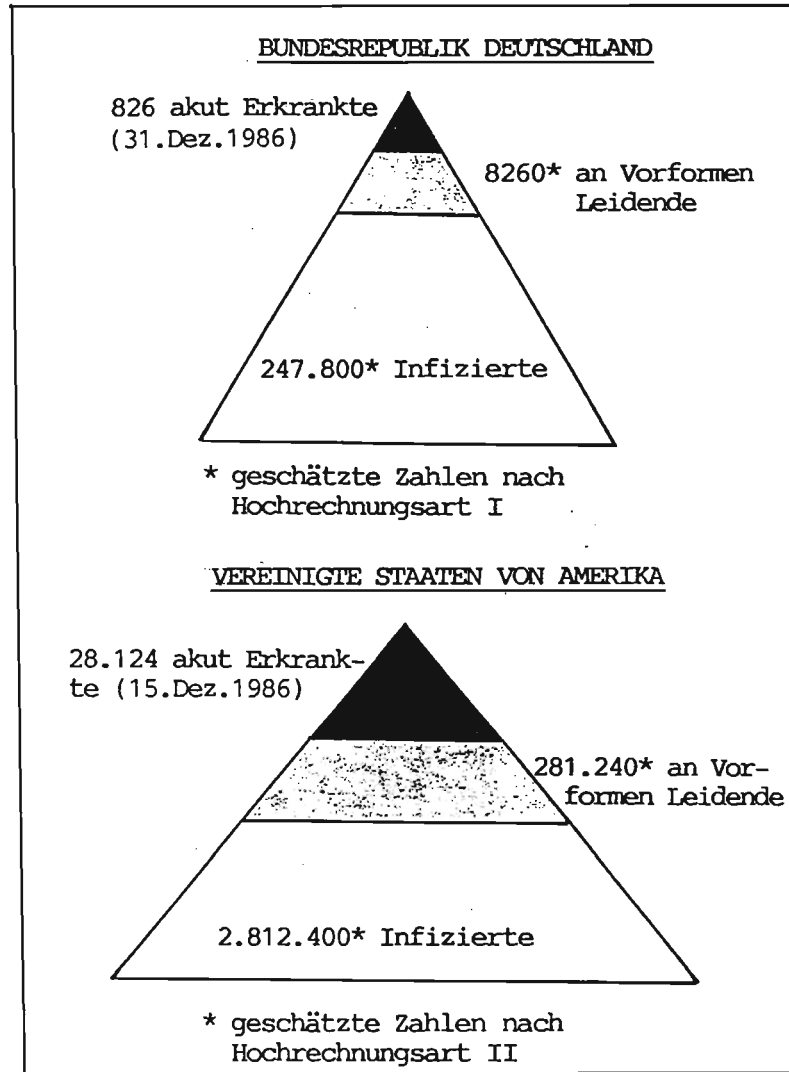 BUNDESREPUBLIK DEUTSCHLAND
826 akut Erkrankte
(31.Dez.1986)
8260* an Vorformen
Leidende
247.800* Infizierte
* geschätzte Zahlen nach
Hochrechnungsart I
VEREINIGTE STAATEN VON AMERIKA
28.124 akut Erkrank-
te (15.Dez.1986)
281.240* an Vor-
formen Leidende
2.812.400* Infizierte
* geschätzte Zahlen nach
Hochrechnungsart II